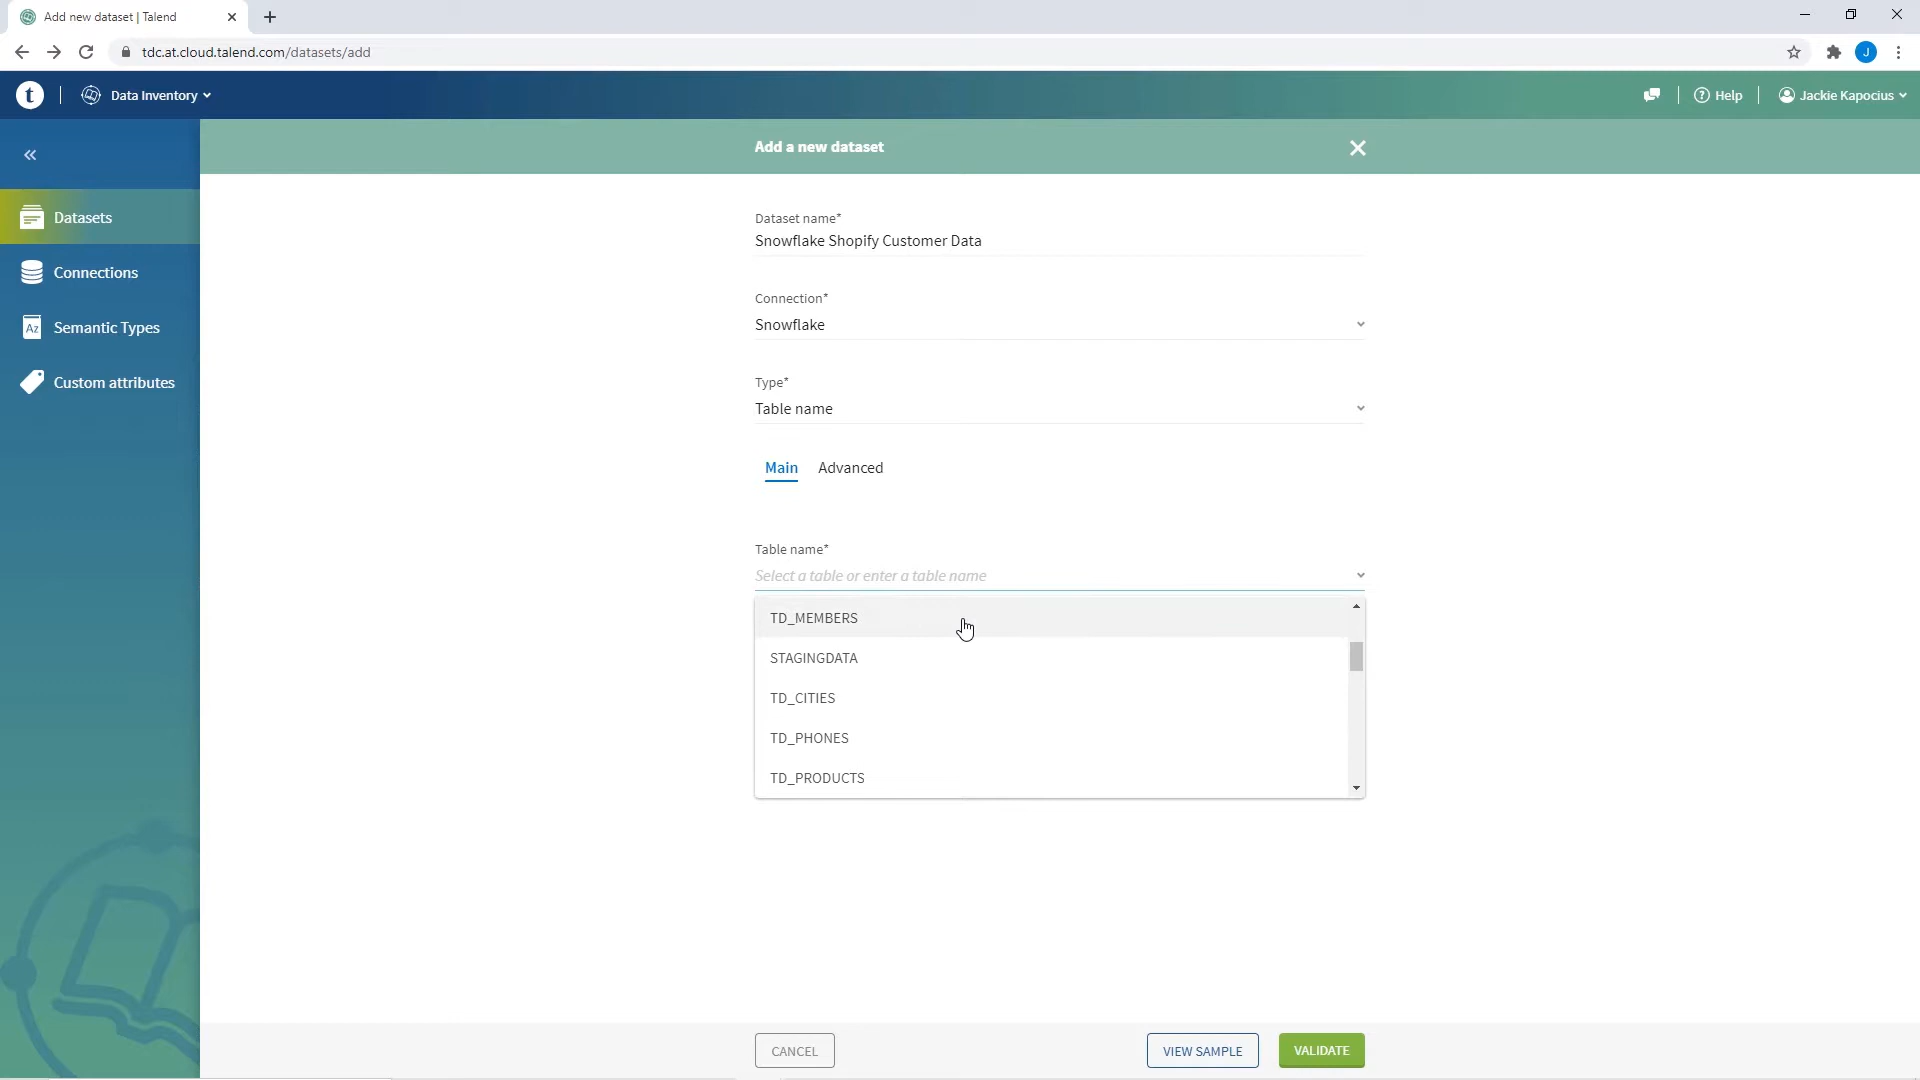 Add new dataset | Talend
tdc.at.cloud.talend.com/datasets/add
J
t
Data Inventory
Help
Jackie Kapocius
Add a new dataset
Datasets
Connections
Az Semantic Types
Custom attributes
Dataset name*
Snowflake Shopify Customer Data
Connection*
Snowflake
Type*
Table name
Main Advanced
Table name*
Select a table or enter a table name
TD_MEMBERS
STAGINGDATA
TD_CITIES
TD_PHONES
TD_PRODUCTS
CANCEL
VIEW SAMPLE
VALIDATE